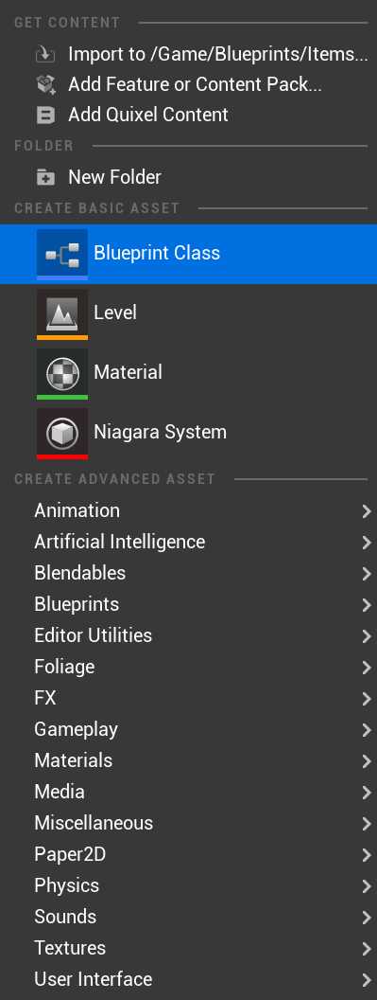 GET CONTENT
Import to /Game/Blueprints/Items...
Add Feature or Content Pack...
Add Quixel Content
FOLDER
New Folder
CREATE BASIC ASSET
Blueprint Class
Level
Material
Niagara System
CREATE ADVANCED ASSET
Animation
Artificial Intelligence
Blendables
Blueprints
Editor Utilities
Foliage
FX
Gameplay
Materials
Media
Miscellaneous
Paper2D
Physics
Sounds
Textures
User Interface